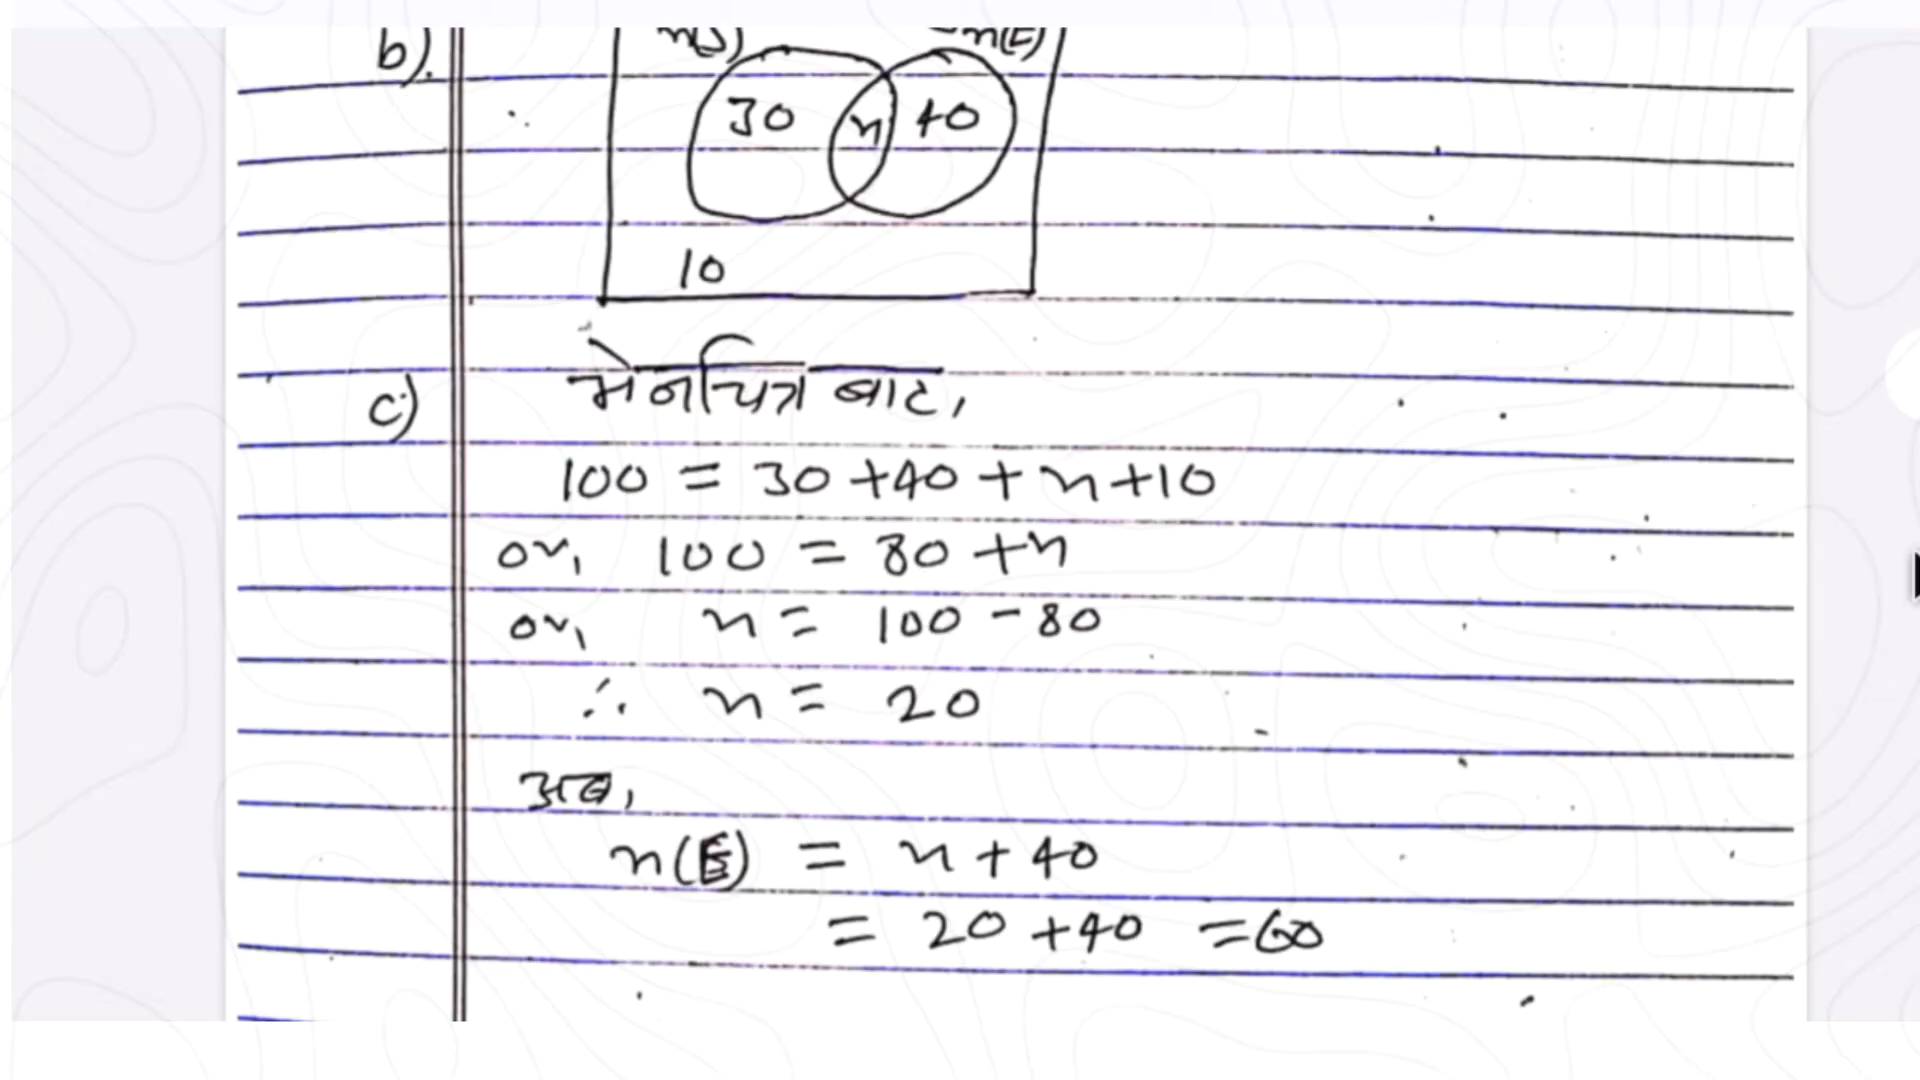 b). n(S) n(E)
30 x 40
10
c) भेनचित्र बाट,
100 = 30 + 40 + x + 10
or, 100 = 80 + x
or, x = 100 - 80
∴ x = 20
अब,
n(E) = x + 40
= 20 + 40 = 60